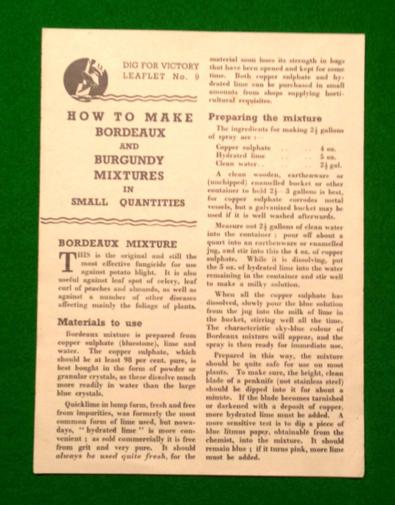 DIG FOR VICTORY
LEAFLET No. 9
HOW TO MAKE
BORDEAUX
AND
BURGUNDY
MIXTURES
IN
SMALL QUANTITIES
BORDEAUX MIXTURE
THIS is the original and still the
most effective fungicide for use
against potato blight. It is also
useful against leaf spot of celery, leaf
curl of peaches and almonds, as well as
against a number of other diseases
affecting mainly the foliage of plants.
Materials to use
Bordeaux mixture is prepared from
copper sulphate (bluestone), lime and
water. The copper sulphate, which
should be at least 98 per cent. pure, is
best bought in the form of powder or
granular crystals, as these dissolve much
more readily in water than the large
blue crystals.
Quicklime in lump form, fresh and free
from impurities, was formerly the most
common form of lime used, but nowa-
days, "hydrated lime" is more con-
venient; as sold commercially it is free
from grit and very pure. It should
always be used quite fresh, for the
material soon loses its strength in bags
that have been opened and kept for some
time. Both copper sulphate and hy-
drated lime can be purchased in small
amounts from shops supplying horti-
cultural requisites.
Preparing the mixture
The ingredients for making 2½ gallons
of spray are:—
Copper sulphate .. .. 4 oz.
Hydrated lime .. .. 5 oz.
Clean water .. .. 2½ gal.
A clean wooden, earthenware or
(unchipped) enamelled bucket or other
container to hold 2½–3 gallons is best,
for copper sulphate corrodes metal
vessels, but a galvanized bucket may be
used if it is well washed afterwards.
Measure out 2½ gallons of clean water
into the container; pour off about a
quart into an earthenware or enamelled
jug, and stir into this the 4 oz. of copper
sulphate. While it is dissolving, put
the 5 oz. of hydrated lime into the water
remaining in the container and stir well
to make a milky solution.
When all the copper sulphate has
dissolved, slowly pour the blue solution
from the jug into the milk of lime in
the bucket, stirring well all the time.
The characteristic sky-blue colour of
Bordeaux mixture will appear, and the
spray is then ready for immediate use.
Prepared in this way, the mixture
should be quite safe for use on most
plants. To make sure, the bright, clean
blade of a penknife (not stainless steel)
should be dipped into it for about a
minute. If the blade becomes tarnished
or darkened with a deposit of copper,
more hydrated lime must be added. A
more sensitive test is to dip a piece of
blue litmus paper, obtainable from the
chemist, into the mixture. It should
remain blue; if it turns pink, more lime
must be added.